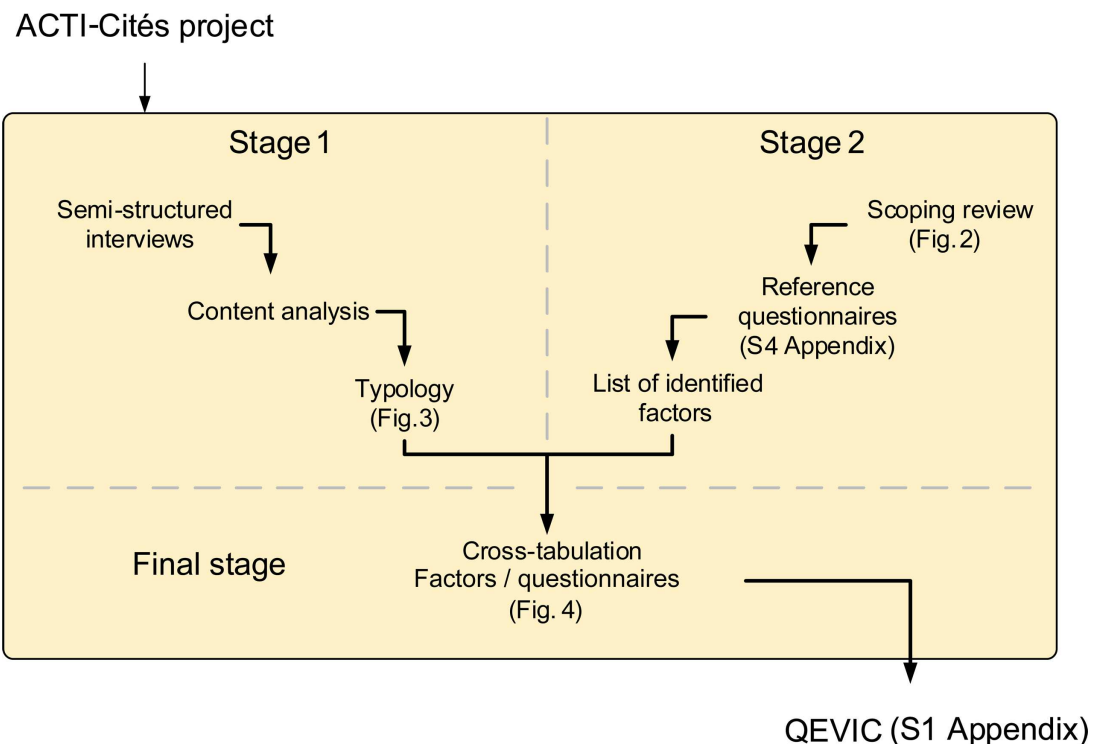 ACTI-Cités project
Stage 1
Semi-structured
interviews
Content analysis
Typology
(Fig.3)
Stage 2
Scoping review
(Fig.2)
Reference
questionnaires
(S4 Appendix)
List of identified
factors
Final stage
Cross-tabulation
Factors / questionnaires
(Fig. 4)
QEVIC (S1 Appendix)